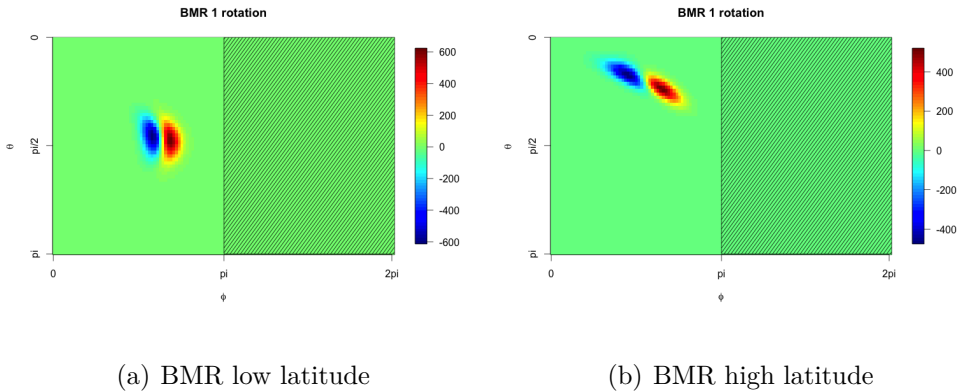 BMR 1 rotation
0
pi/2
pi
θ
0
pi
2pi
ϕ
600
400
200
0
-200
-400
-600
(a) BMR low latitude
BMR 1 rotation
0
pi/2
pi
θ
0
pi
2pi
ϕ
400
200
0
-200
-400
(b) BMR high latitude